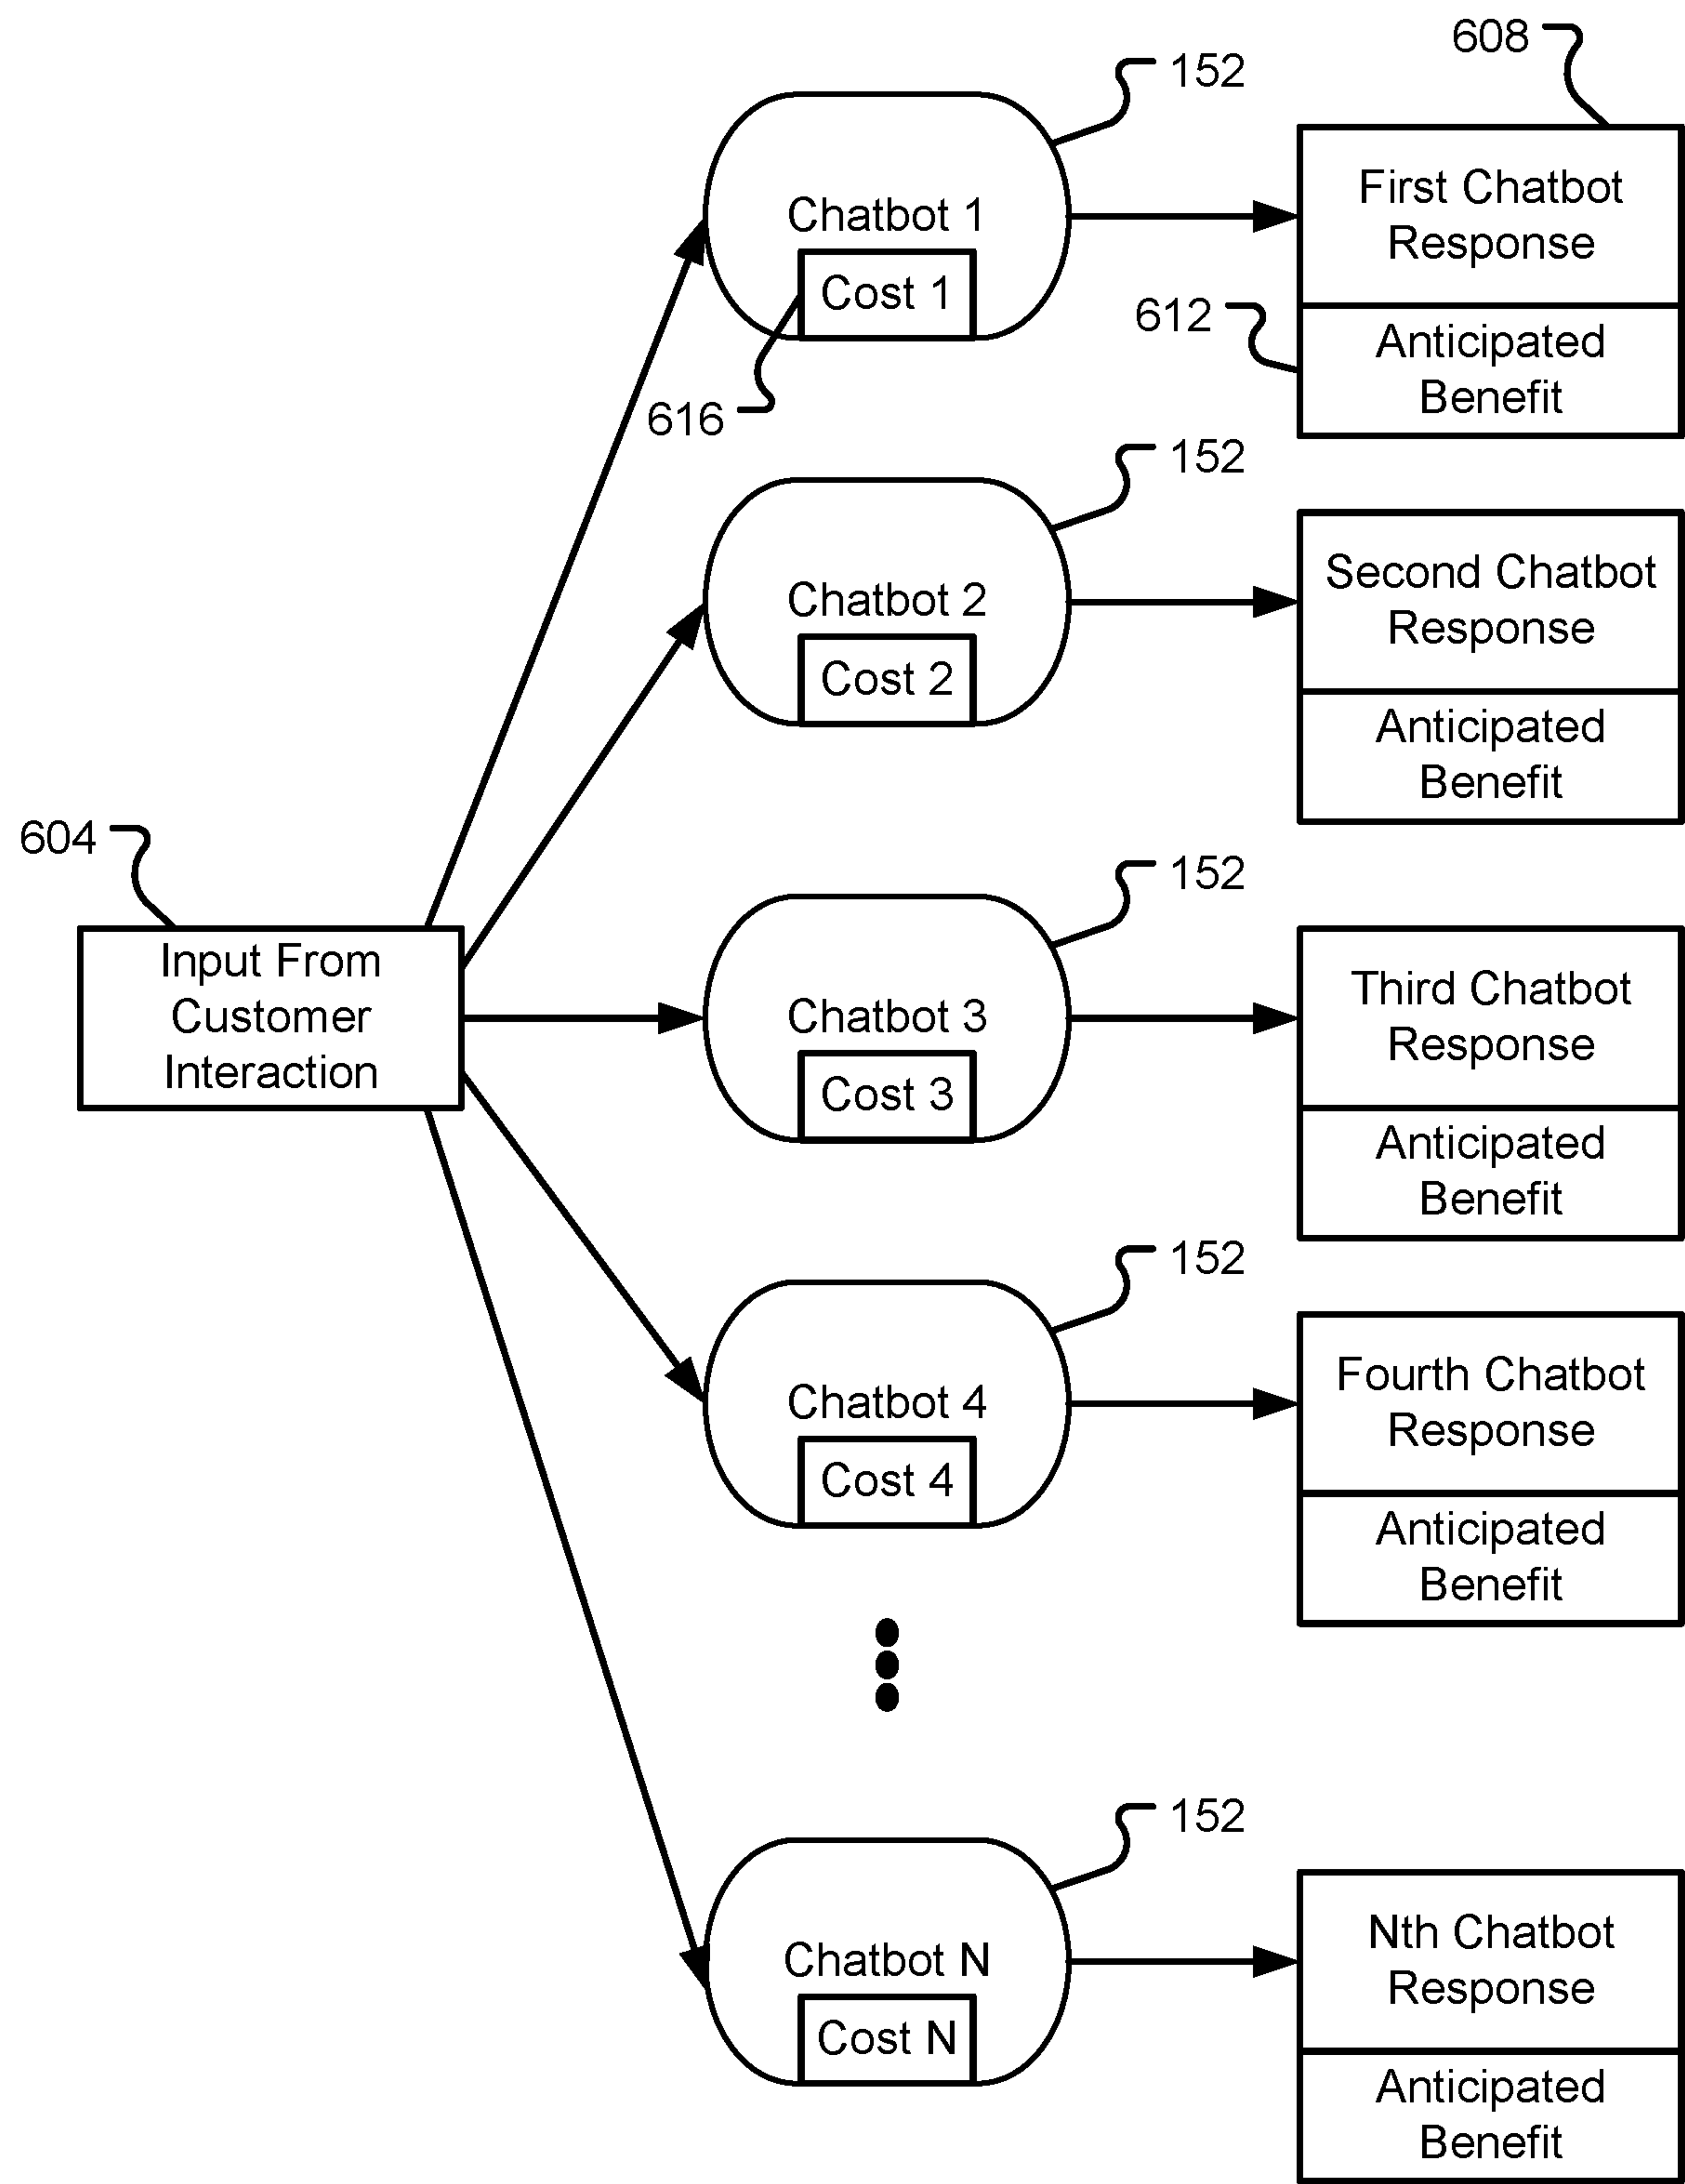 608
152
First Chatbot
Response
Chatbot 1
Cost 1
612
Anticipated
Benefit
616
152
Second Chatbot
Response
Chatbot 2
Cost 2
Anticipated
Benefit
604
152
Input From
Customer
Interaction
Third Chatbot
Response
Chatbot 3
Cost 3
Anticipated
Benefit
152
Fourth Chatbot
Response
Chatbot 4
Cost 4
Anticipated
Benefit
152
Nth Chatbot
Response
Chatbot N
Cost N
Anticipated
Benefit